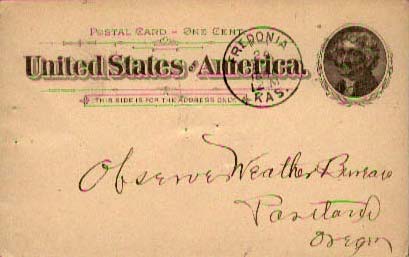 POSTAL CARD – ONE CENT
United States of America.
THIS SIDE IS FOR THE ADDRESS ONLY.
REDONIA
KAS.
Observer Weather Bureau
Portland
Oregon